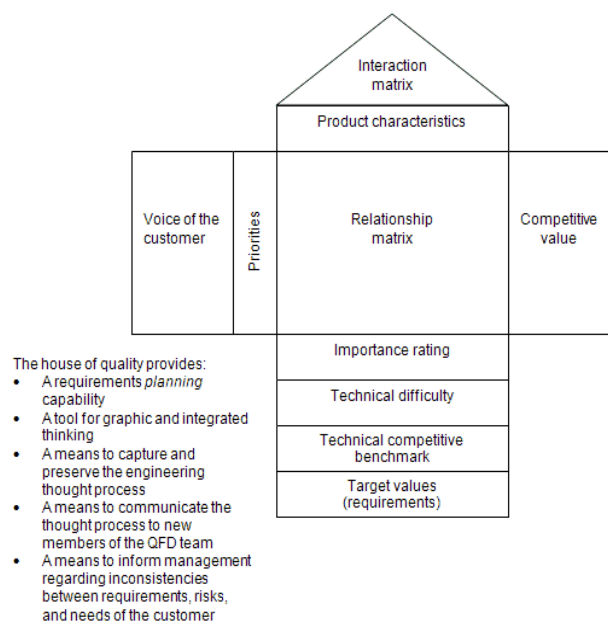 Interaction
matrix
Product characteristics
Voice of the
customer
Priorities
Relationship
matrix
Competitive
value
Importance rating
Technical difficulty
Technical competitive
benchmark
Target values
(requirements)
The house of quality provides:
• A requirements planning
capability
• A tool for graphic and integrated
thinking
• A means to capture and
preserve the engineering
thought process
• A means to communicate the
thought process to new
members of the QFD team
• A means to inform management
regarding inconsistencies
between requirements, risks,
and needs of the customer